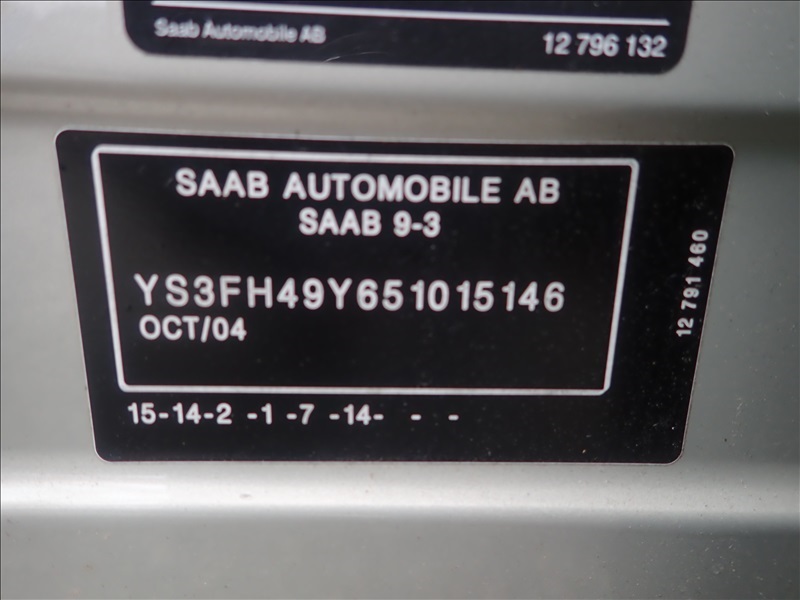 Saab Automobile AB
12 796 132
SAAB AUTOMOBILE AB
SAAB 9-3
YS3FH49Y651015146
OCT/04
12 791 460
15-14-2 -1 -7 -14- - -